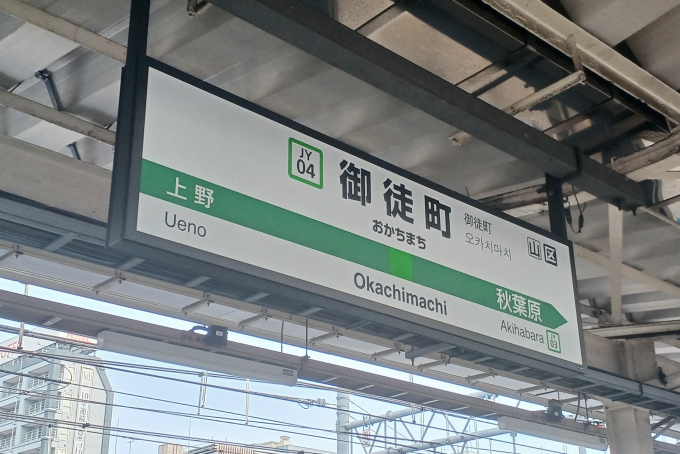 JY
04
御徒町
おかちまち
御徒町
오카치마치
山 区
上野
Ueno
Okachimachi
秋葉原
Akihabara
JY
03